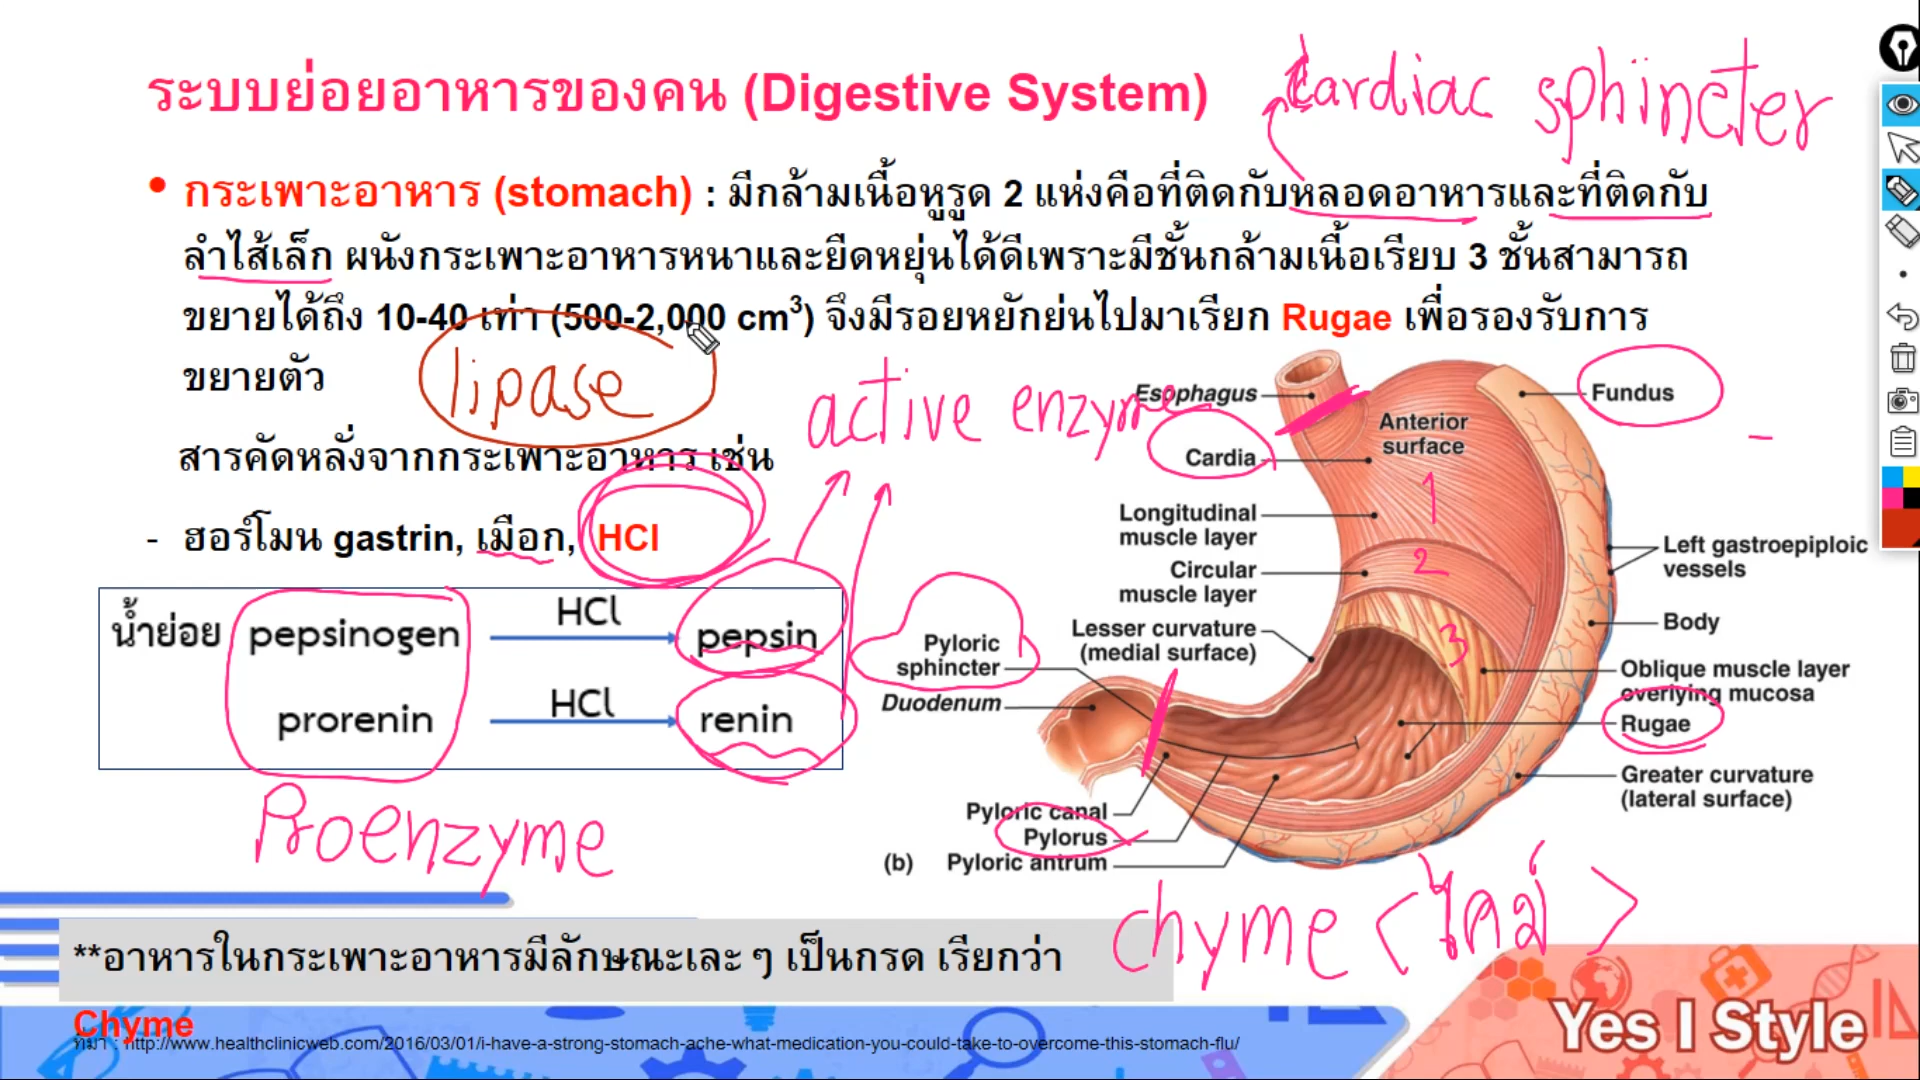 ระบบย่อยอาหารของคน (Digestive System)
cardiac sphincter
• กระเพาะอาหาร (stomach) : มีกล้ามเนื้อหูรูด 2 แห่งคือที่ติดกับหลอดอาหารและที่ติดกับ
ลำไส้เล็ก ผนังกระเพาะอาหารหนาและยืดหยุ่นได้ดีเพราะมีชั้นกล้ามเนื้อเรียบ 3 ชั้นสามารถ
ขยายได้ถึง 10-40 เท่า (500-2,000 cm³) จึงมีรอยหยักย่นไปมาเรียก Rugae เพื่อรองรับการ
ขยายตัว
lipase
active enzyme
สารคัดหลั่งจากกระเพาะอาหาร เช่น
- ฮอร์โมน gastrin, เมือก, HCl
น้ำย่อย pepsinogen HCl pepsin
prorenin HCl renin
Proenzyme
Esophagus
Cardia
Anterior
surface
Fundus
1
2
3
Longitudinal
muscle layer
Circular
muscle layer
Lesser curvature
(medial surface)
Pyloric
sphincter
Duodenum
Left gastroepiploic
vessels
Body
Oblique muscle layer
overlying mucosa
Rugae
Greater curvature
(lateral surface)
Pyloric canal
Pylorus
(b) Pyloric antrum
chyme <ไคม์>
**อาหารในกระเพาะอาหารมีลักษณะเละ ๆ เป็นกรด เรียกว่า
Chyme
ที่มา : http://www.healthclinicweb.com/2016/03/01/i-have-a-strong-stomach-ache-what-medication-you-could-take-to-overcome-this-stomach-flu/
Yes I Style